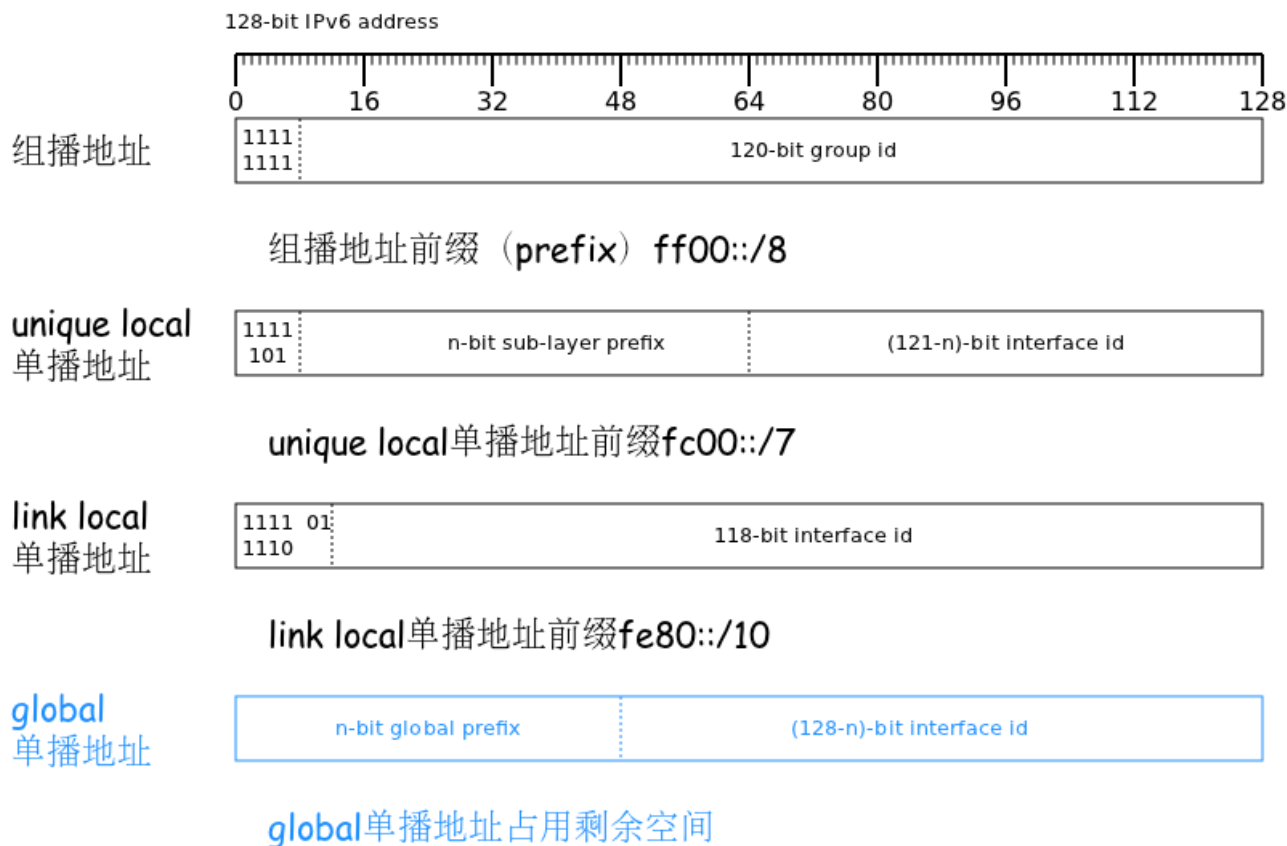 128-bit IPv6 address
0 16 32 48 64 80 96 112 128
组播地址
1111
1111
120-bit group id
组播地址前缀（prefix）ff00::/8
unique local
单播地址
1111
101
n-bit sub-layer prefix
(121-n)-bit interface id
unique local单播地址前缀fc00::/7
link local
单播地址
1111 01
1110
118-bit interface id
link local单播地址前缀fe80::/10
global
单播地址
n-bit global prefix
(128-n)-bit interface id
global单播地址占用剩余空间